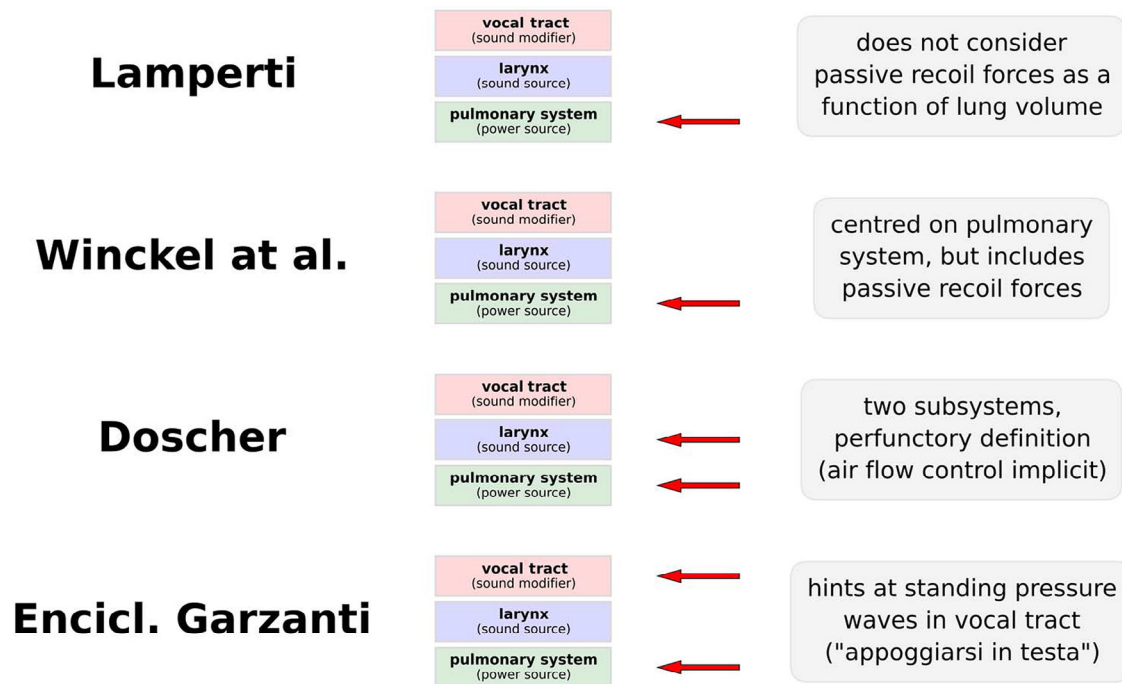 Lamperti
vocal tract
(sound modifier)
larynx
(sound source)
pulmonary system
(power source)
does not consider
passive recoil forces as a
function of lung volume
Winckel at al.
vocal tract
(sound modifier)
larynx
(sound source)
pulmonary system
(power source)
centred on pulmonary
system, but includes
passive recoil forces
Doscher
vocal tract
(sound modifier)
larynx
(sound source)
pulmonary system
(power source)
two subsystems,
perfunctory definition
(air flow control implicit)
Encicl. Garzanti
vocal tract
(sound modifier)
larynx
(sound source)
pulmonary system
(power source)
hints at standing pressure
waves in vocal tract
("appoggiarsi in testa")